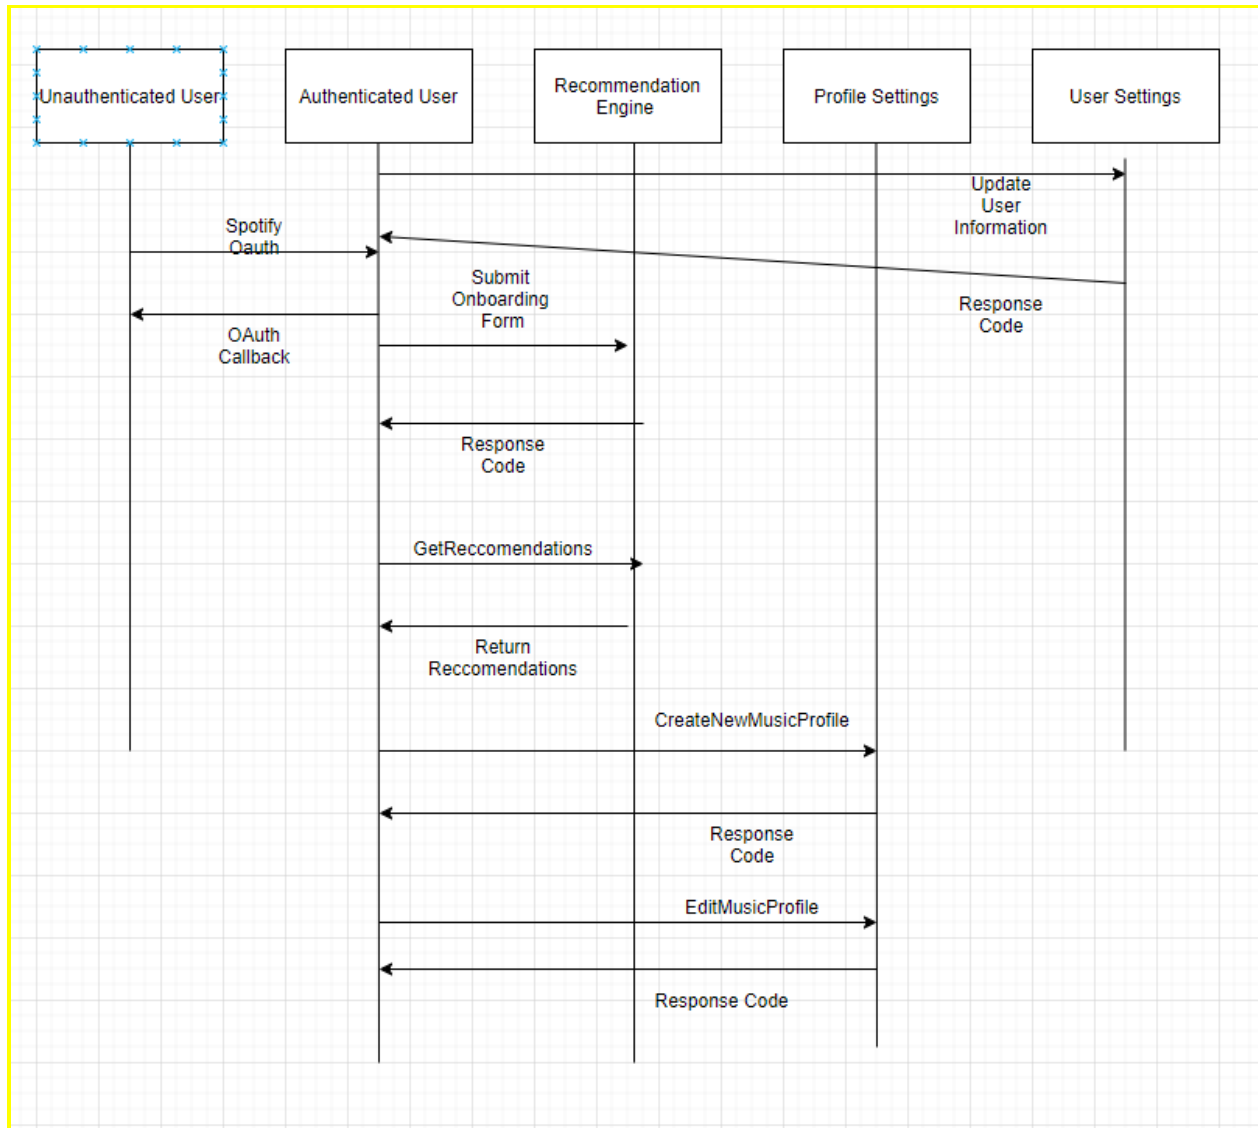 Unauthenticated User
Authenticated User
Recommendation
Engine
Profile Settings
User Settings
Update
User
Information
Spotify
Oauth
Submit
Onboarding
Form
Response
Code
OAuth
Callback
Response
Code
GetReccomendations
Return
Reccomendations
CreateNewMusicProfile
Response
Code
EditMusicProfile
Response Code